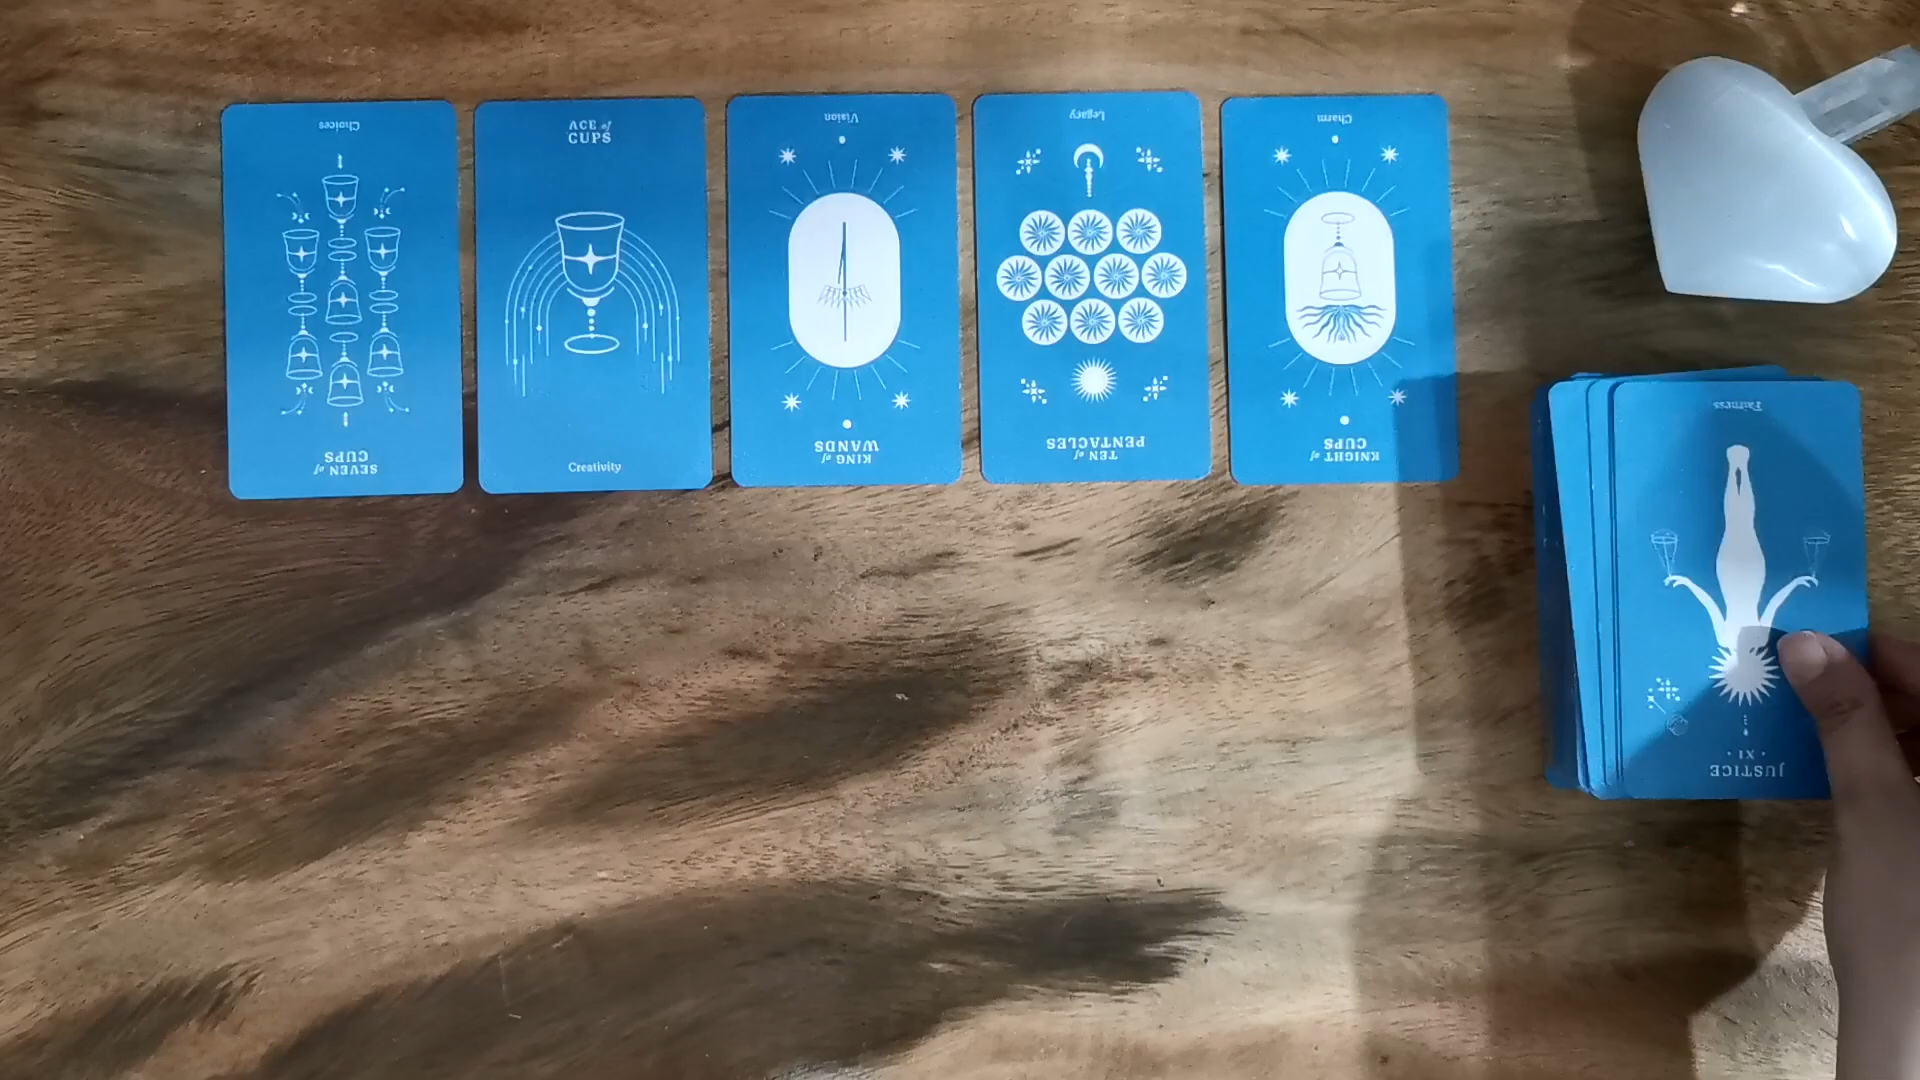 Choices
SEVEN of
CUPS
ACE of
CUPS
Creativity
Vision
KING of
WANDS
Legacy
TEN of
PENTACLES
Charm
KNIGHT of
CUPS
Fairness
• XI •
JUSTICE